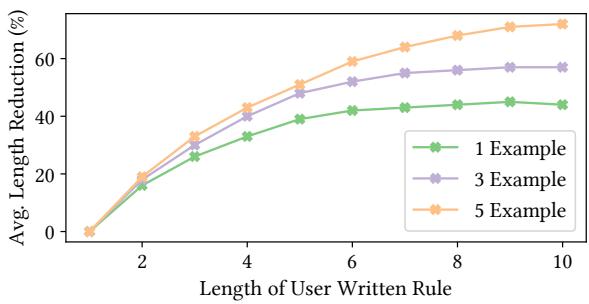 Avg. Length Reduction (%)
60
40
20
0
2
4
6
8
10
Length of User Written Rule
1 Example
3 Example
5 Example